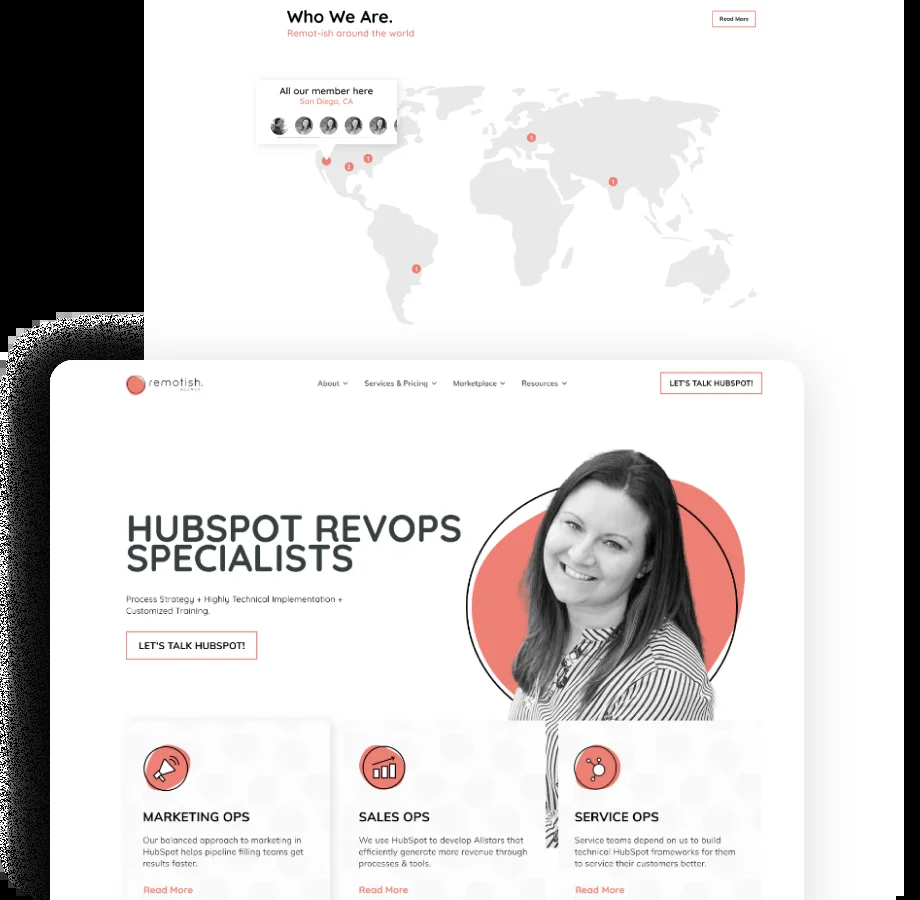 Who We Are.
Remot-ish around the world
Read More
All our member here
San Diego, CA
1
2
1
1
1
remotish.
AGENCY
About
Services & Pricing
Marketplace
Resources
LET'S TALK HUBSPOT!
HUBSPOT REVOPS
SPECIALISTS
Process Strategy + Highly Technical Implementation +
Customized Training.
LET'S TALK HUBSPOT!
MARKETING OPS
Our balanced approach to marketing in
HubSpot helps pipeline filling teams get
results faster.
Read More
SALES OPS
We use HubSpot to develop Allstars that
efficiently generate more revenue through
processes & tools.
Read More
SERVICE OPS
Service teams depend on us to build
technical HubSpot frameworks for them
to service their customers better.
Read More